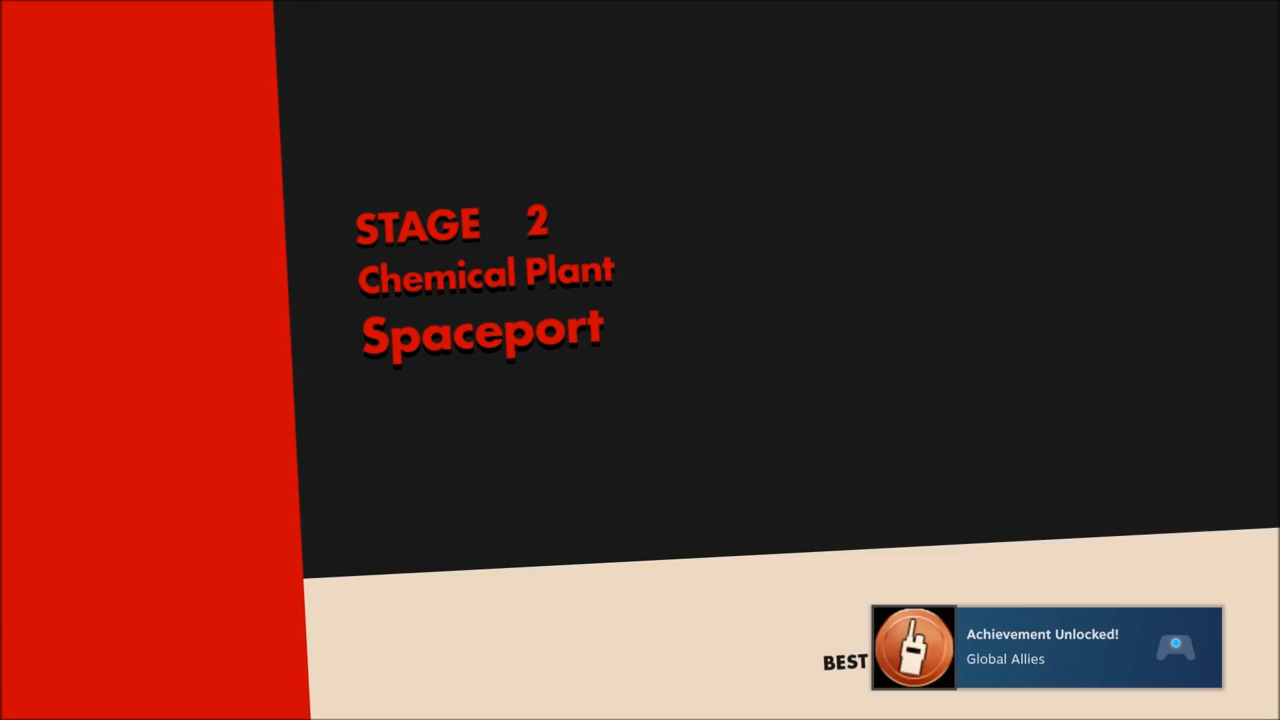 STAGE 2
Chemical Plant
Spaceport
BEST
Achievement Unlocked!
Global Allies